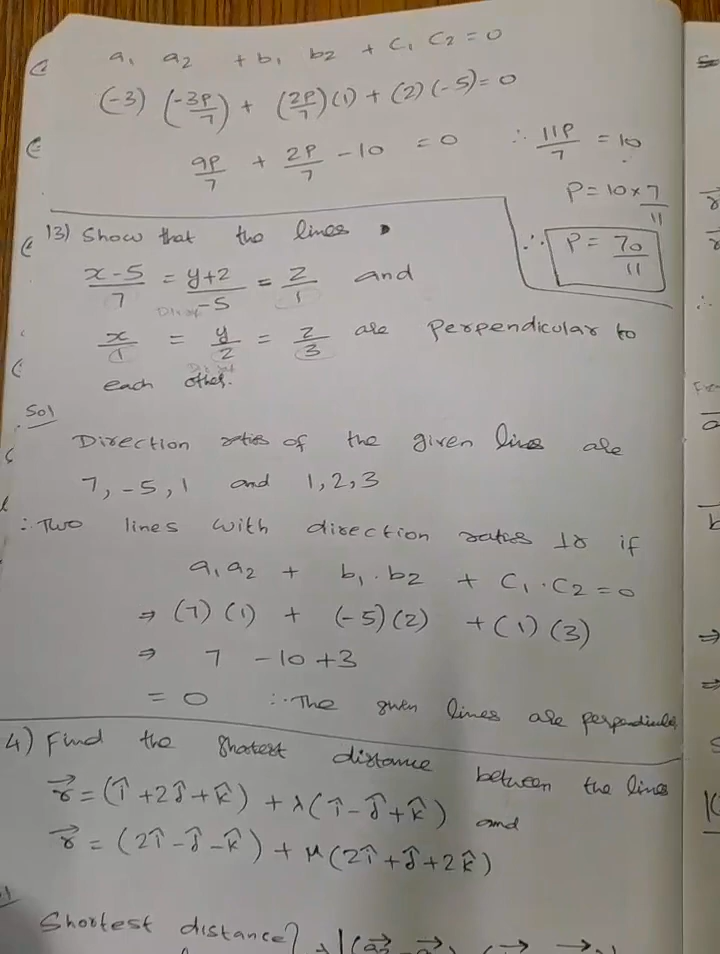 a₁ a₂ + b₁ b₂ + c₁ c₂ = 0
(-3) (-3P/7) + (2P/7)(1) + (2)(-5) = 0
9P/7 + 2P/7 - 10 = 0 ∴ 11P/7 = 10
P = 10 × 7/11
∴ P = 70/11
13) Show that the lines
x-5/7 = y+2/-5 = z/1 and
x/1 = y/2 = z/3 are perpendicular to
each other.
Sol
Direction ratios of the given lines are
7, -5, 1 and 1, 2, 3
∴ Two lines with direction ratios ⊥r if
a₁ a₂ + b₁ . b₂ + c₁ . c₂ = 0
⇒ (7) (1) + (-5) (2) + (1) (3)
⇒ 7 - 10 + 3
= 0 ∴ The given lines are perpendicular
4) Find the shortest distance between the lines
r⃗ = (î + 2ĵ + k̂) + λ(î - ĵ + k̂) and
r⃗ = (2î - ĵ - k̂) + μ(2î + ĵ + 2k̂)
Shortest distance